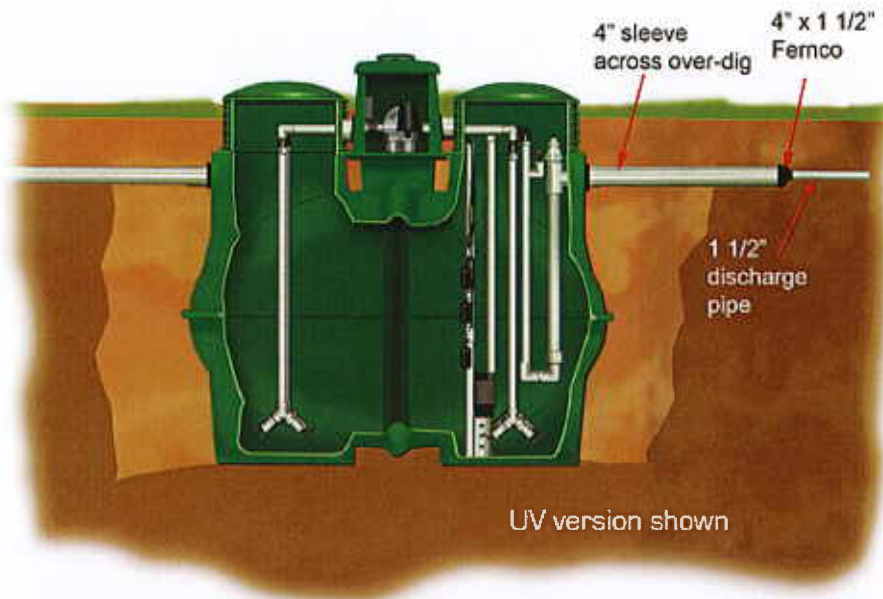 4" sleeve
across over-dig
4" x 1 1/2"
Fernco
1 1/2"
discharge
pipe
UV version shown